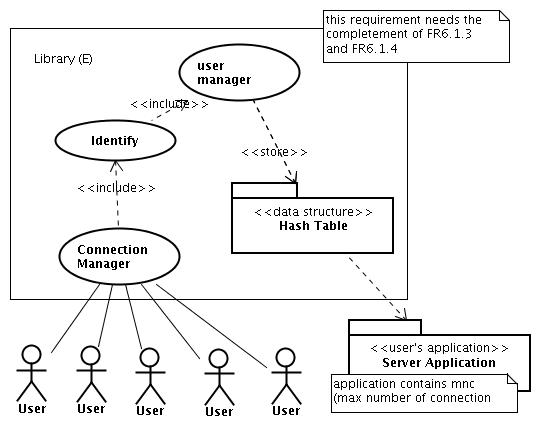 this requirement needs the
completement of FR6.1.3
and FR6.1.4
Library (E)
user
manager
<<include>>
Identify
<<store>>
<<include>>
<<data structure>>
Hash Table
Connection
Manager
<<user's application>>
Server Application
application contains mnc
(max number of connection
User
User
User
User
User